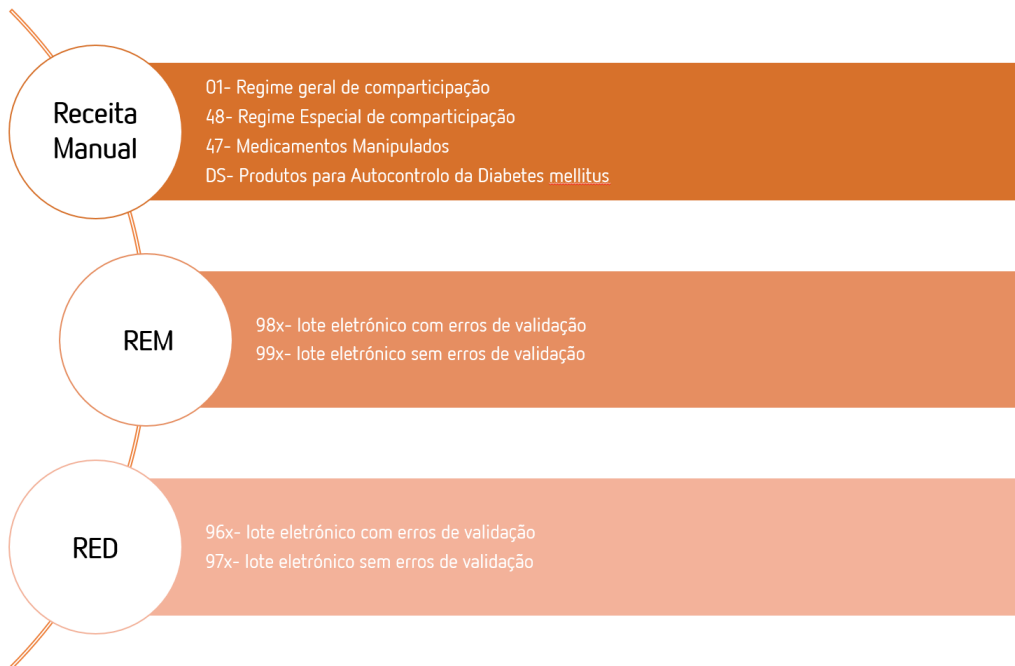 Receita
Manual
01- Regime geral de comparticipação
48- Regime Especial de comparticipação
47- Medicamentos Manipulados
DS- Produtos para Autocontrolo da Diabetes mellitus
REM
98x- lote eletrónico com erros de validação
99x- lote eletrónico sem erros de validação
RED
96x- lote eletrónico com erros de validação
97x- lote eletrónico sem erros de validação